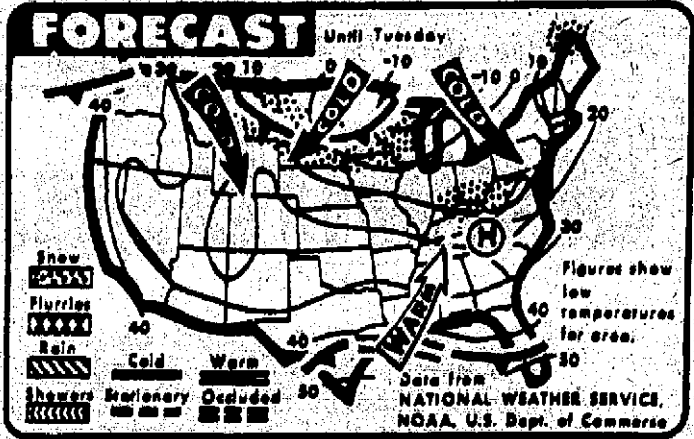 FORECAST
Until Tuesday
30 20 10 0 -10 -10 0 10
40
COLD
COLD
COLD
20
30
H
Snow
Flurries
Rain
Showers
40
Cold Warm
Stationary Occluded
40
50
WARM
40
50
Figures show
low
temperatures
for area.
Data from
NATIONAL WEATHER SERVICE,
NOAA, U.S. Dept. of Commerce